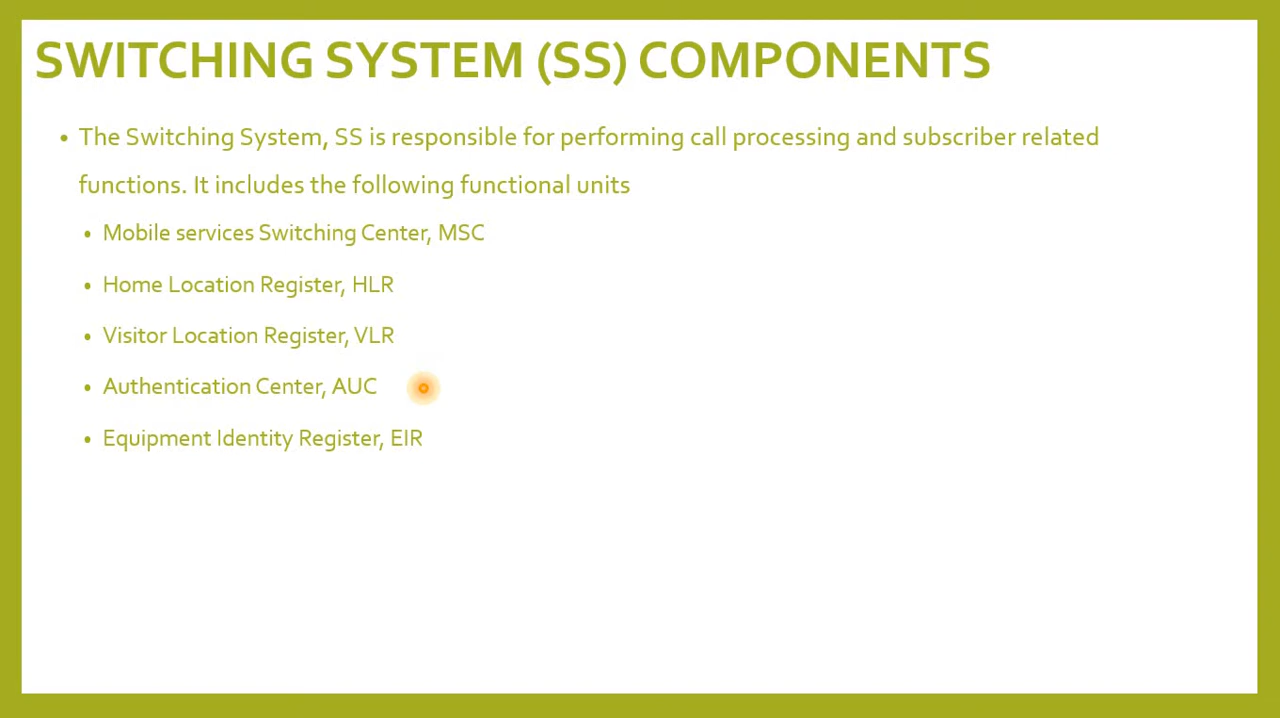 SWITCHING SYSTEM (SS) COMPONENTS
• The Switching System, SS is responsible for performing call processing and subscriber related
functions. It includes the following functional units
• Mobile services Switching Center, MSC
• Home Location Register, HLR
• Visitor Location Register, VLR
• Authentication Center, AUC
• Equipment Identity Register, EIR